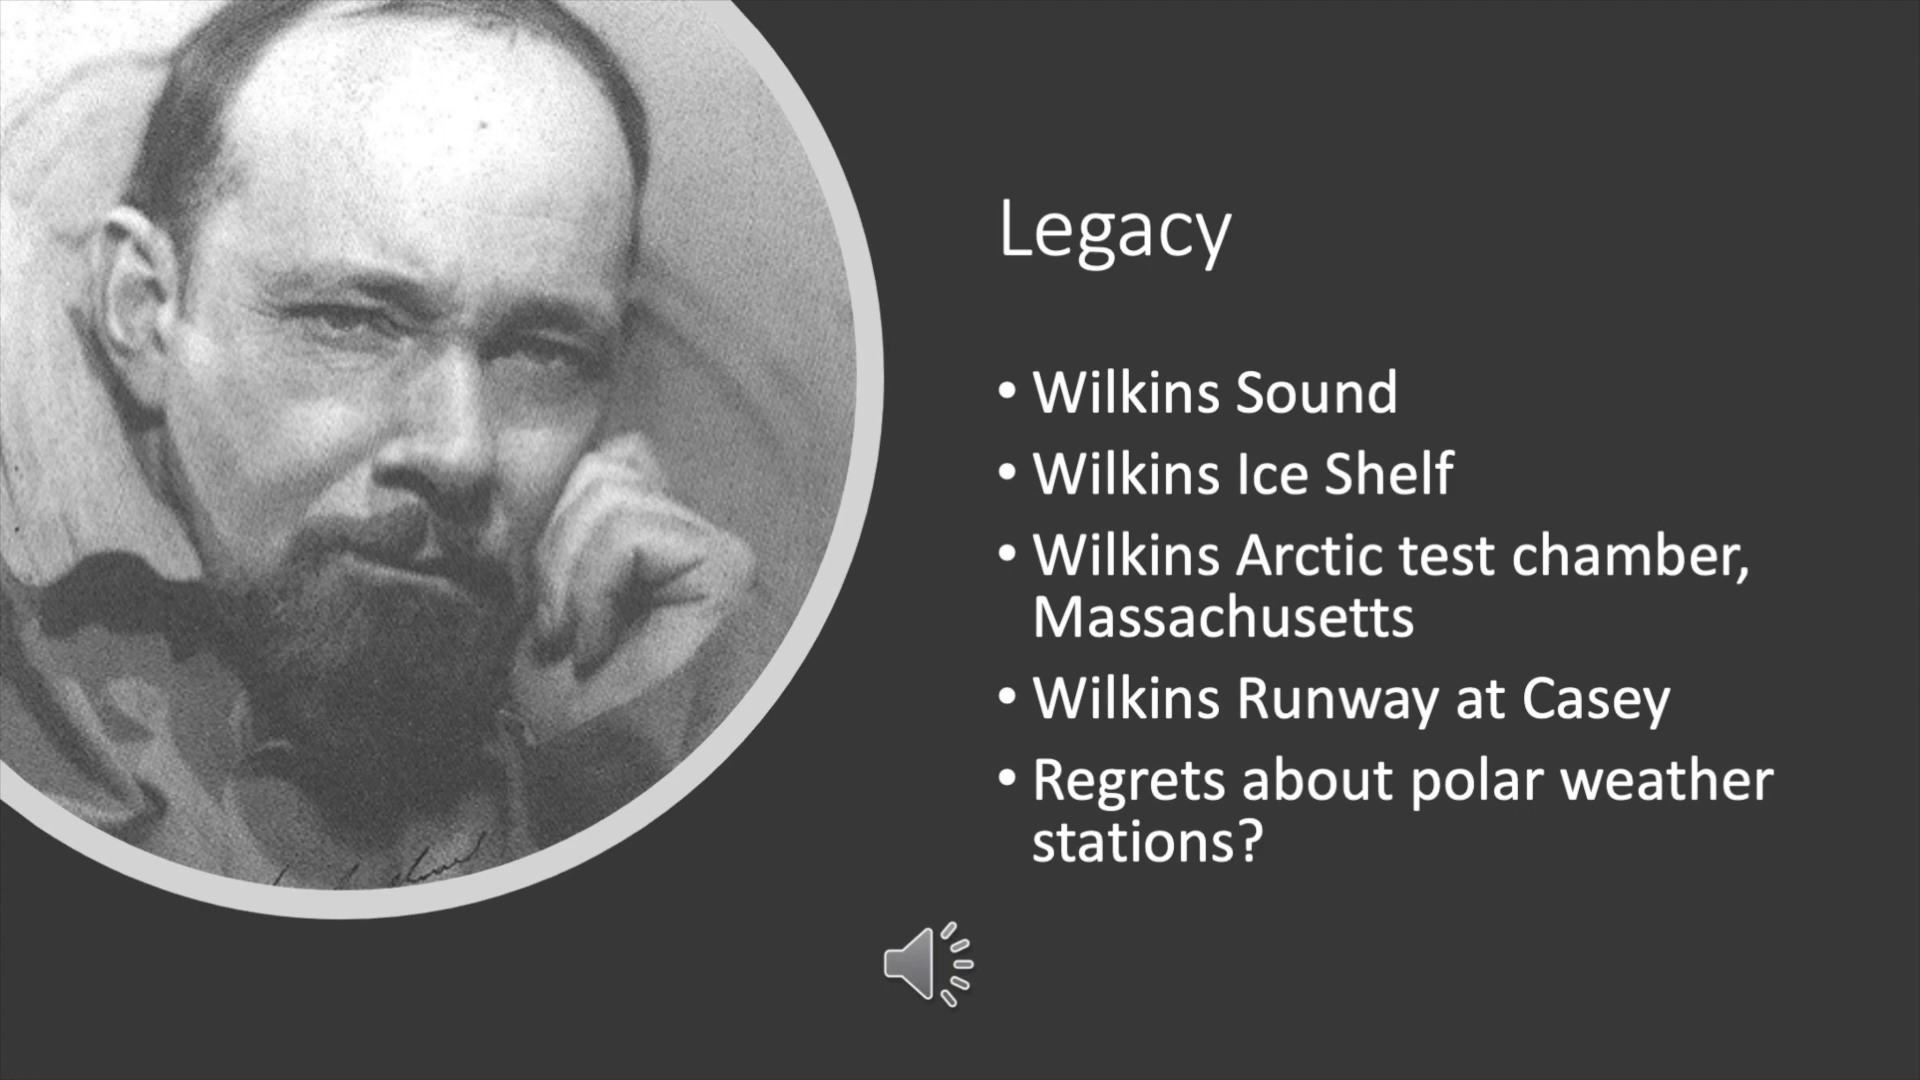 Legacy
• Wilkins Sound
• Wilkins Ice Shelf
• Wilkins Arctic test chamber,
Massachusetts
• Wilkins Runway at Casey
• Regrets about polar weather
stations?